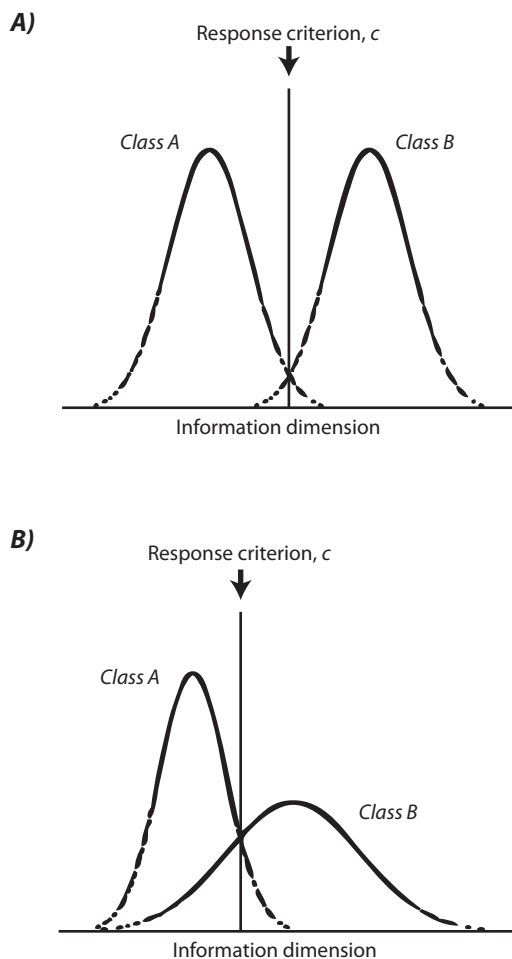 A)
Response criterion, c
Class A
Class B
Information dimension
B)
Response criterion, c
Class A
Class B
Information dimension